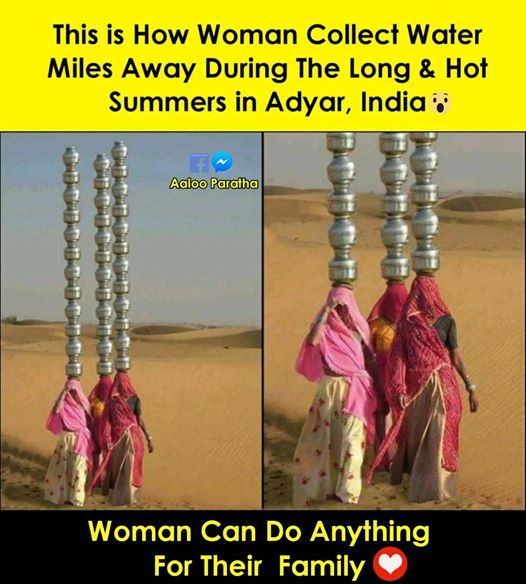 This is How Woman Collect Water
Miles Away During The Long & Hot
Summers in Adyar, India😮
Aaloo Paratha
Woman Can Do Anything
For Their Family ❤